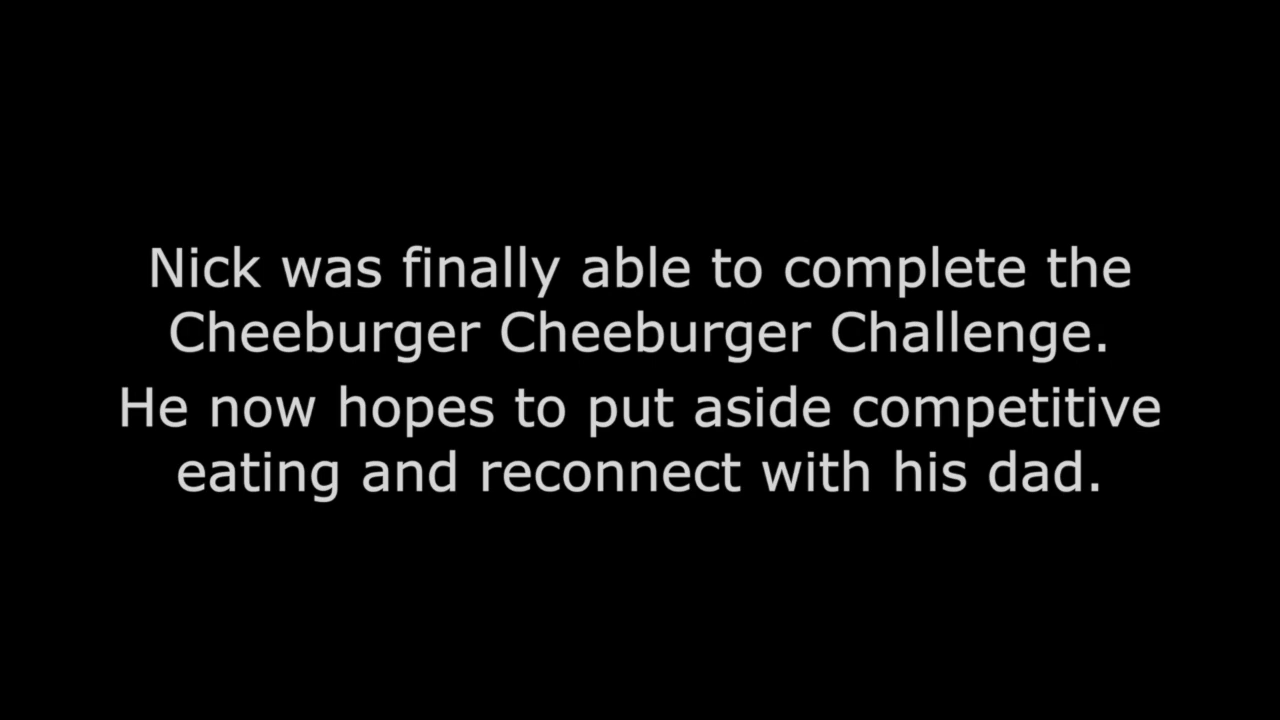 Nick was finally able to complete the
Cheeburger Cheeburger Challenge.
He now hopes to put aside competitive
eating and reconnect with his dad.